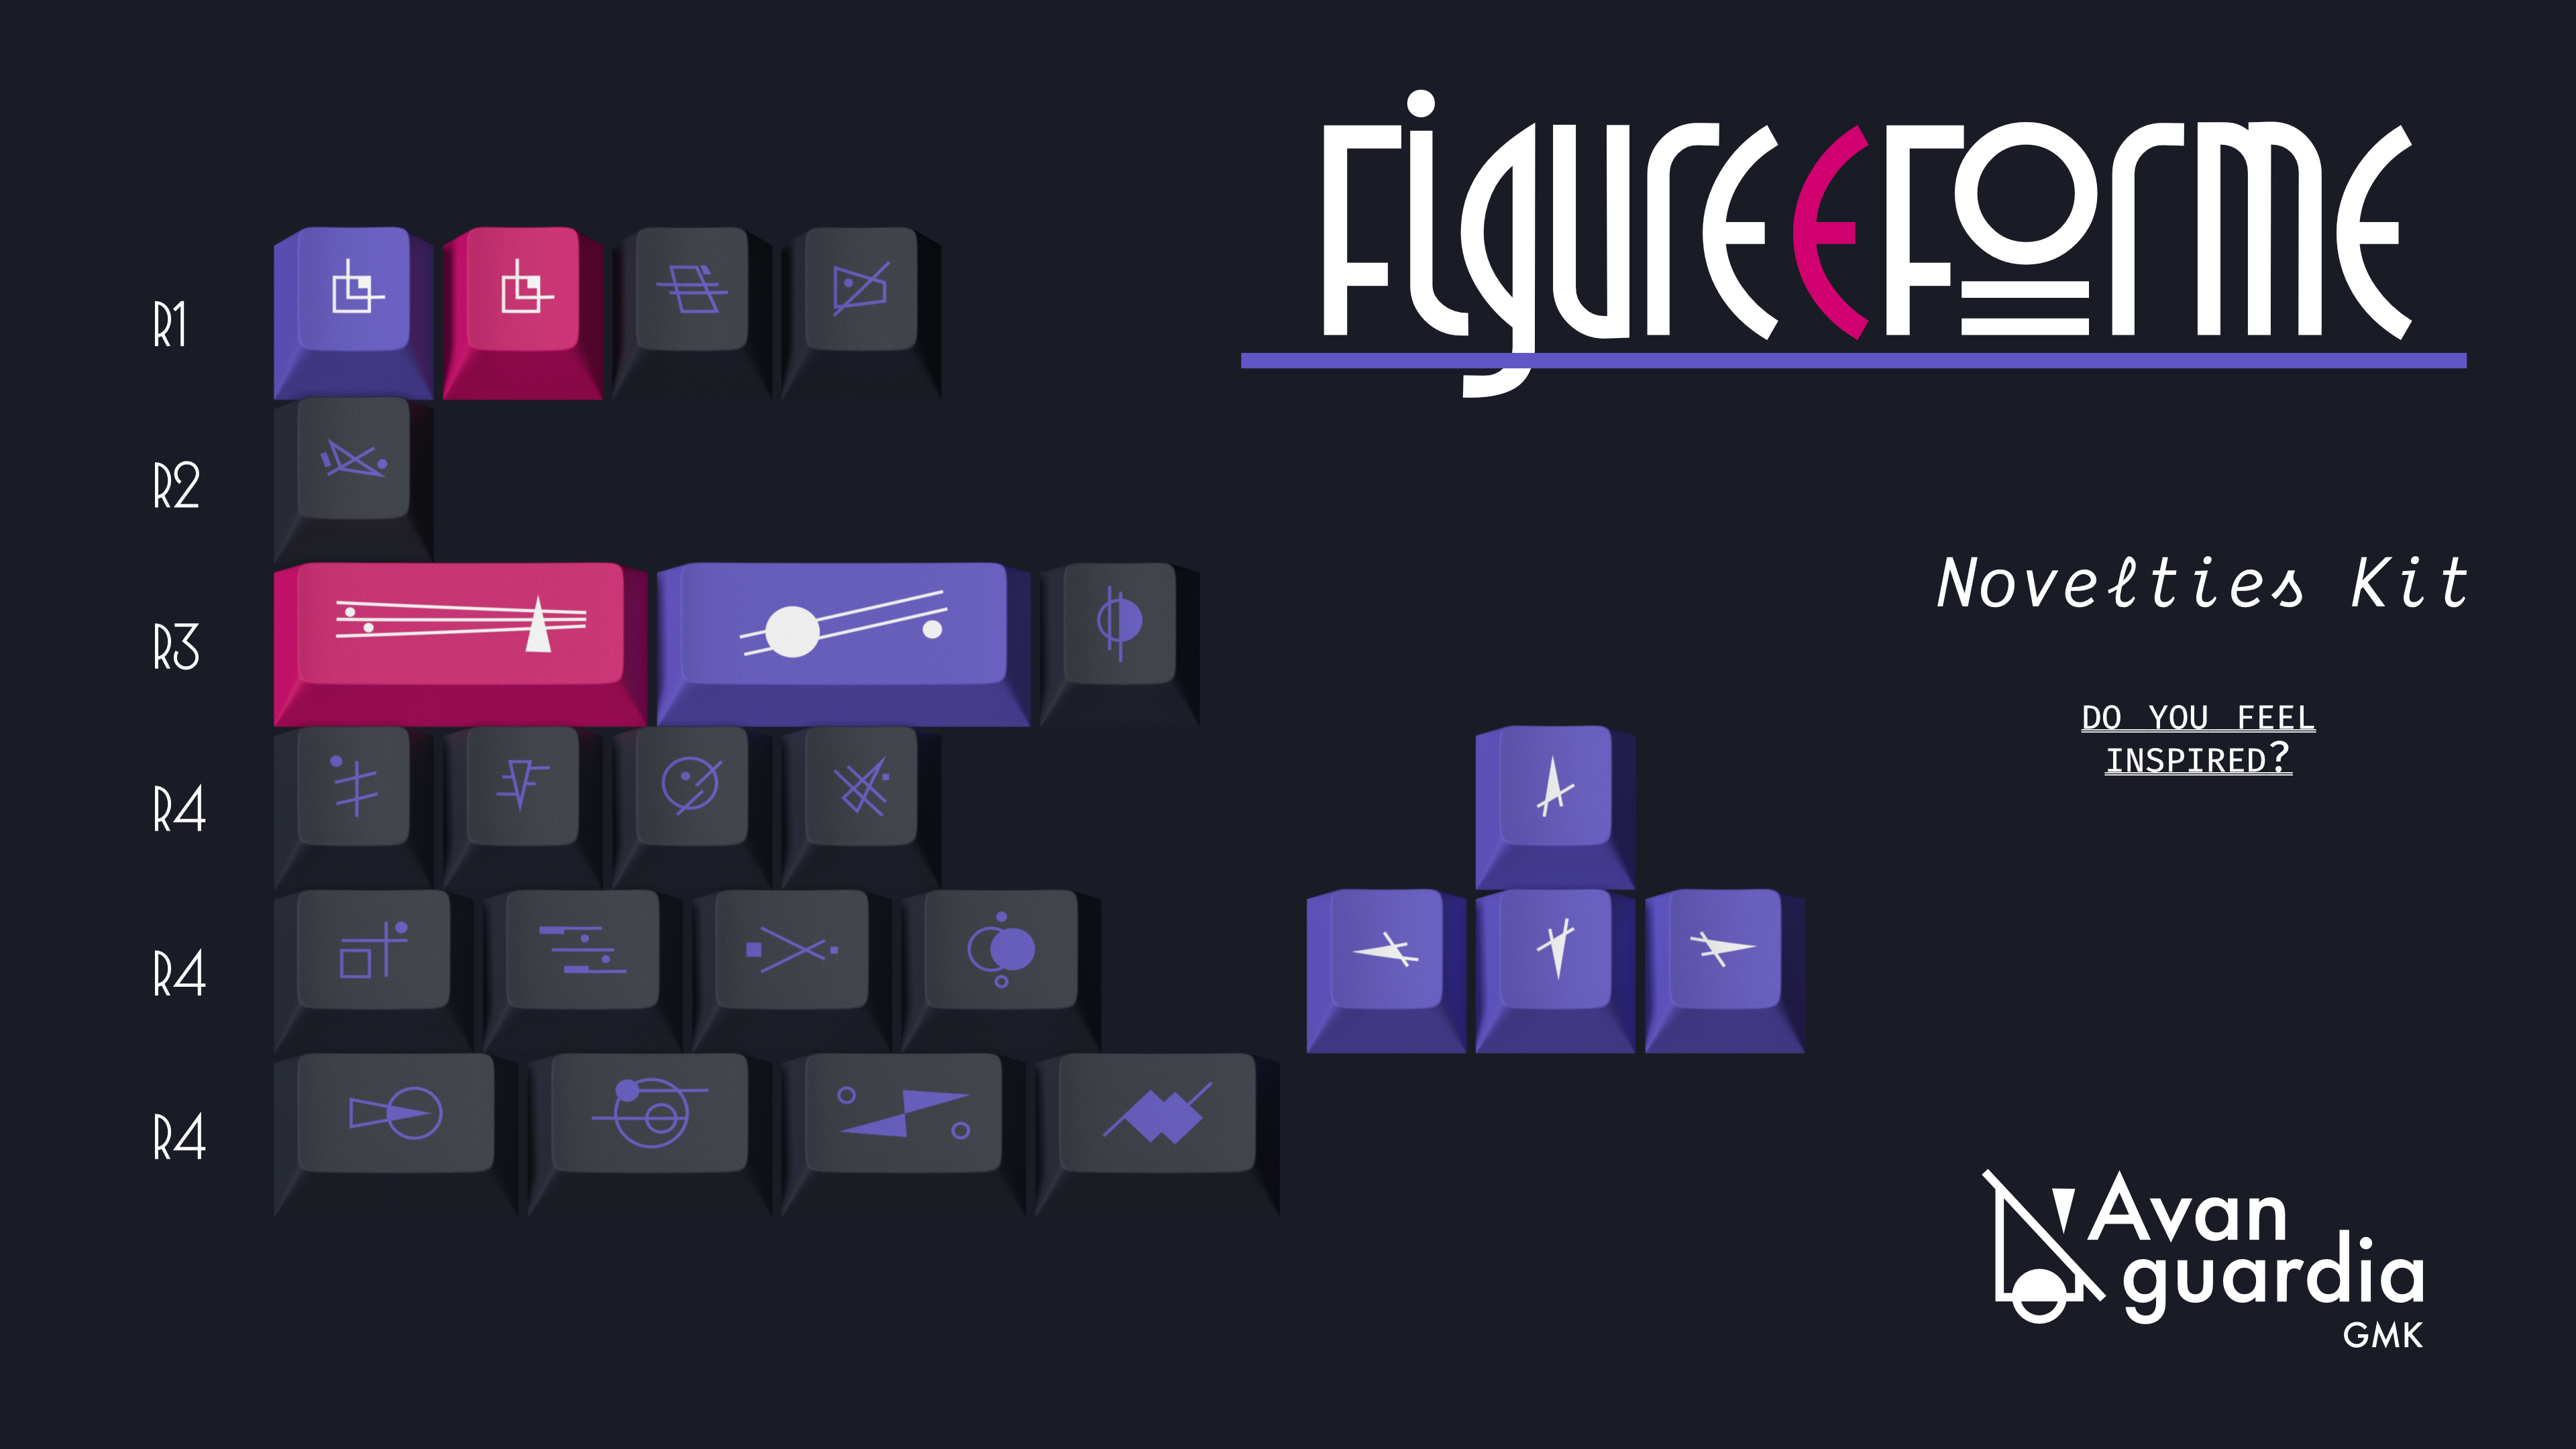 Figure E Forme
Novelties Kit
DO YOU FEEL
INSPIRED?
R1
R2
R3
R4
R4
R4
Avan
guardia
GMK